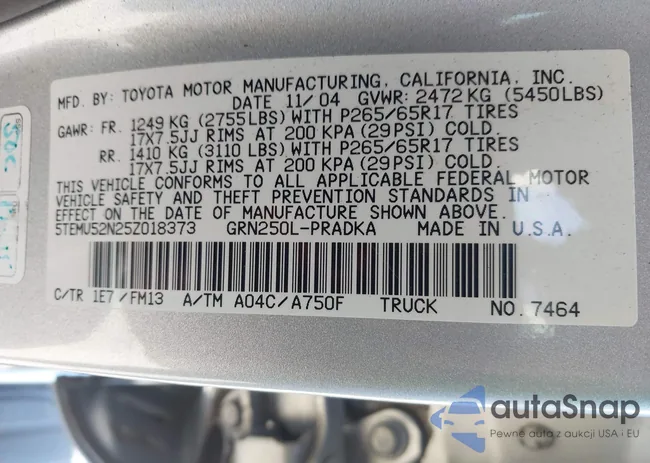 MFD. BY: TOYOTA MOTOR MANUFACTURING, CALIFORNIA, INC.
DATE 11/04 GVWR: 2472 KG (5450LBS)
GAWR: FR. 1249 KG (2755LBS) WITH P265/65R17 TIRES
17X7.5JJ RIMS AT 200 KPA (29PSI) COLD.
RR. 1410 KG (3110 LBS) WITH P265/65R17 TIRES
17X7.5JJ RIMS AT 200 KPA (29PSI) COLD.
THIS VEHICLE CONFORMS TO ALL APPLICABLE FEDERAL MOTOR
VEHICLE SAFETY AND THEFT PREVENTION STANDARDS IN
EFFECT ON THE DATE OF MANUFACTURE SHOWN ABOVE.
5TEMU52N25Z018373 GRN250L-PRADKA MADE IN U.S.A.
C/TR 1E7 / FM13 A/TM A04C/A750F TRUCK NO. 7464
autoSnap
Pewne auta z aukcji USA i EU